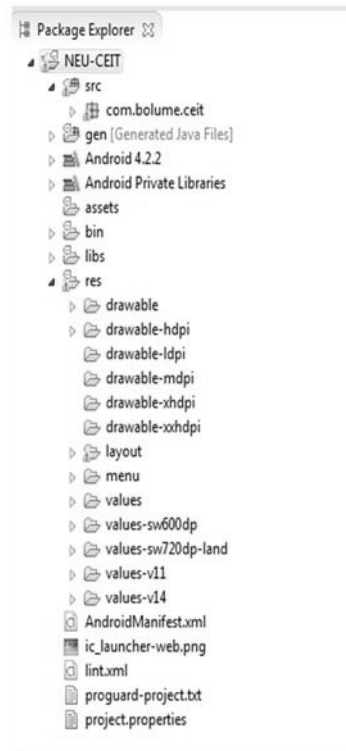 Package Explorer
NEU-CEIT
src
com.bolume.ceit
gen [Generated Java Files]
Android 4.2.2
Android Private Libraries
assets
bin
libs
res
drawable
drawable-hdpi
drawable-ldpi
drawable-mdpi
drawable-xhdpi
drawable-xxhdpi
layout
menu
values
values-sw600dp
values-sw720dp-land
values-v11
values-v14
AndroidManifest.xml
ic_launcher-web.png
lint.xml
proguard-project.txt
project.properties